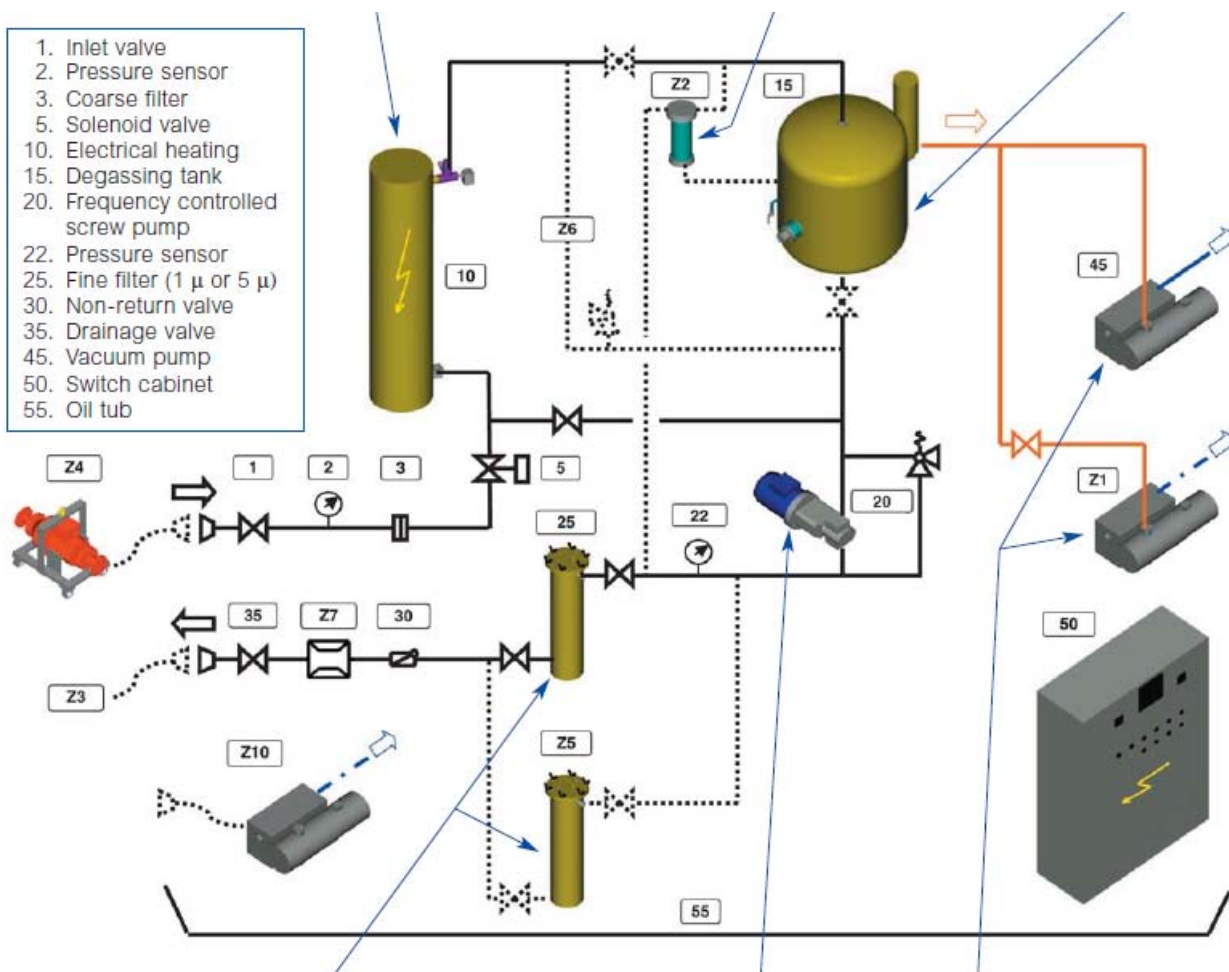 1. Inlet valve
2. Pressure sensor
3. Coarse filter
5. Solenoid valve
10. Electrical heating
15. Degassing tank
20. Frequency controlled
screw pump
22. Pressure sensor
25. Fine filter (1 µ or 5 µ)
30. Non-return valve
35. Drainage valve
45. Vacuum pump
50. Switch cabinet
55. Oil tub
Z2
15
Z6
10
45
Z4
1
2
3
5
25
22
20
Z1
35
Z7
30
50
Z3
Z10
Z5
55